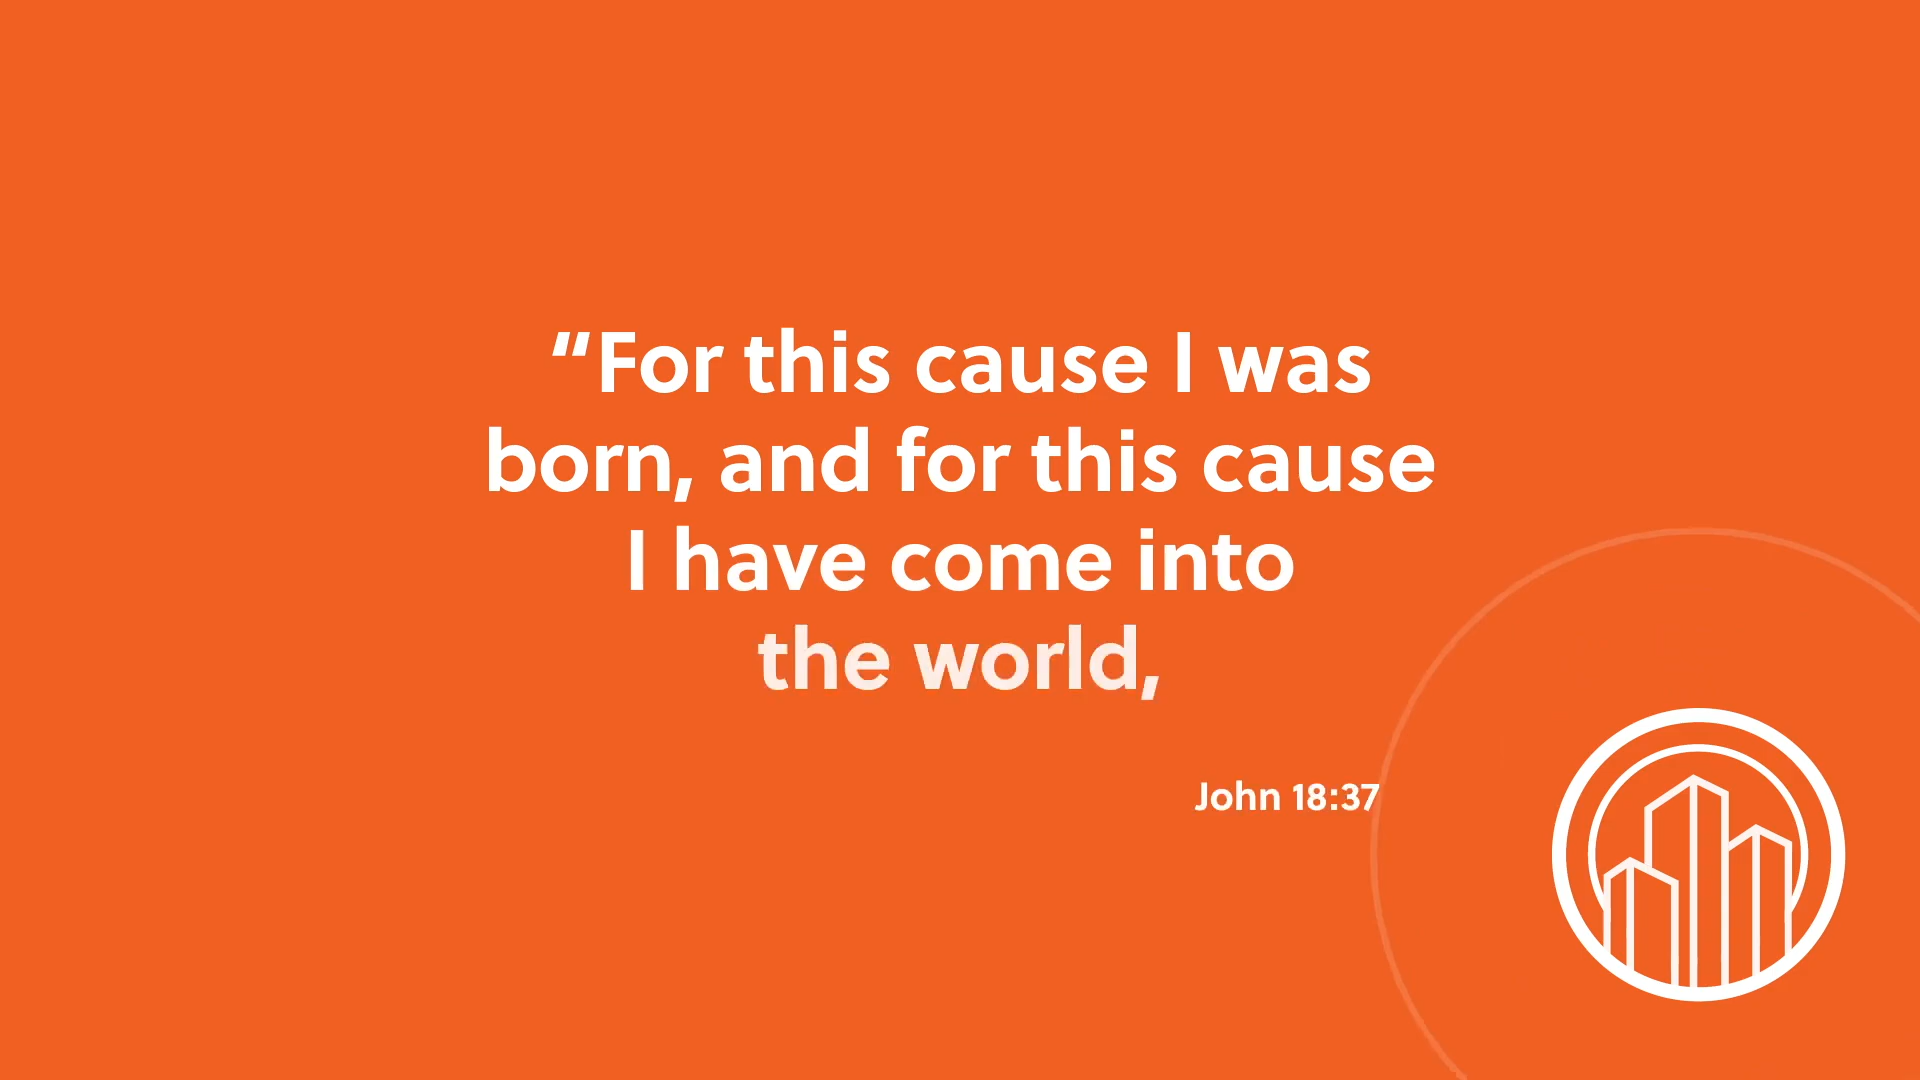 “For this cause I was
born, and for this cause
I have come into
the world,
John 18:37